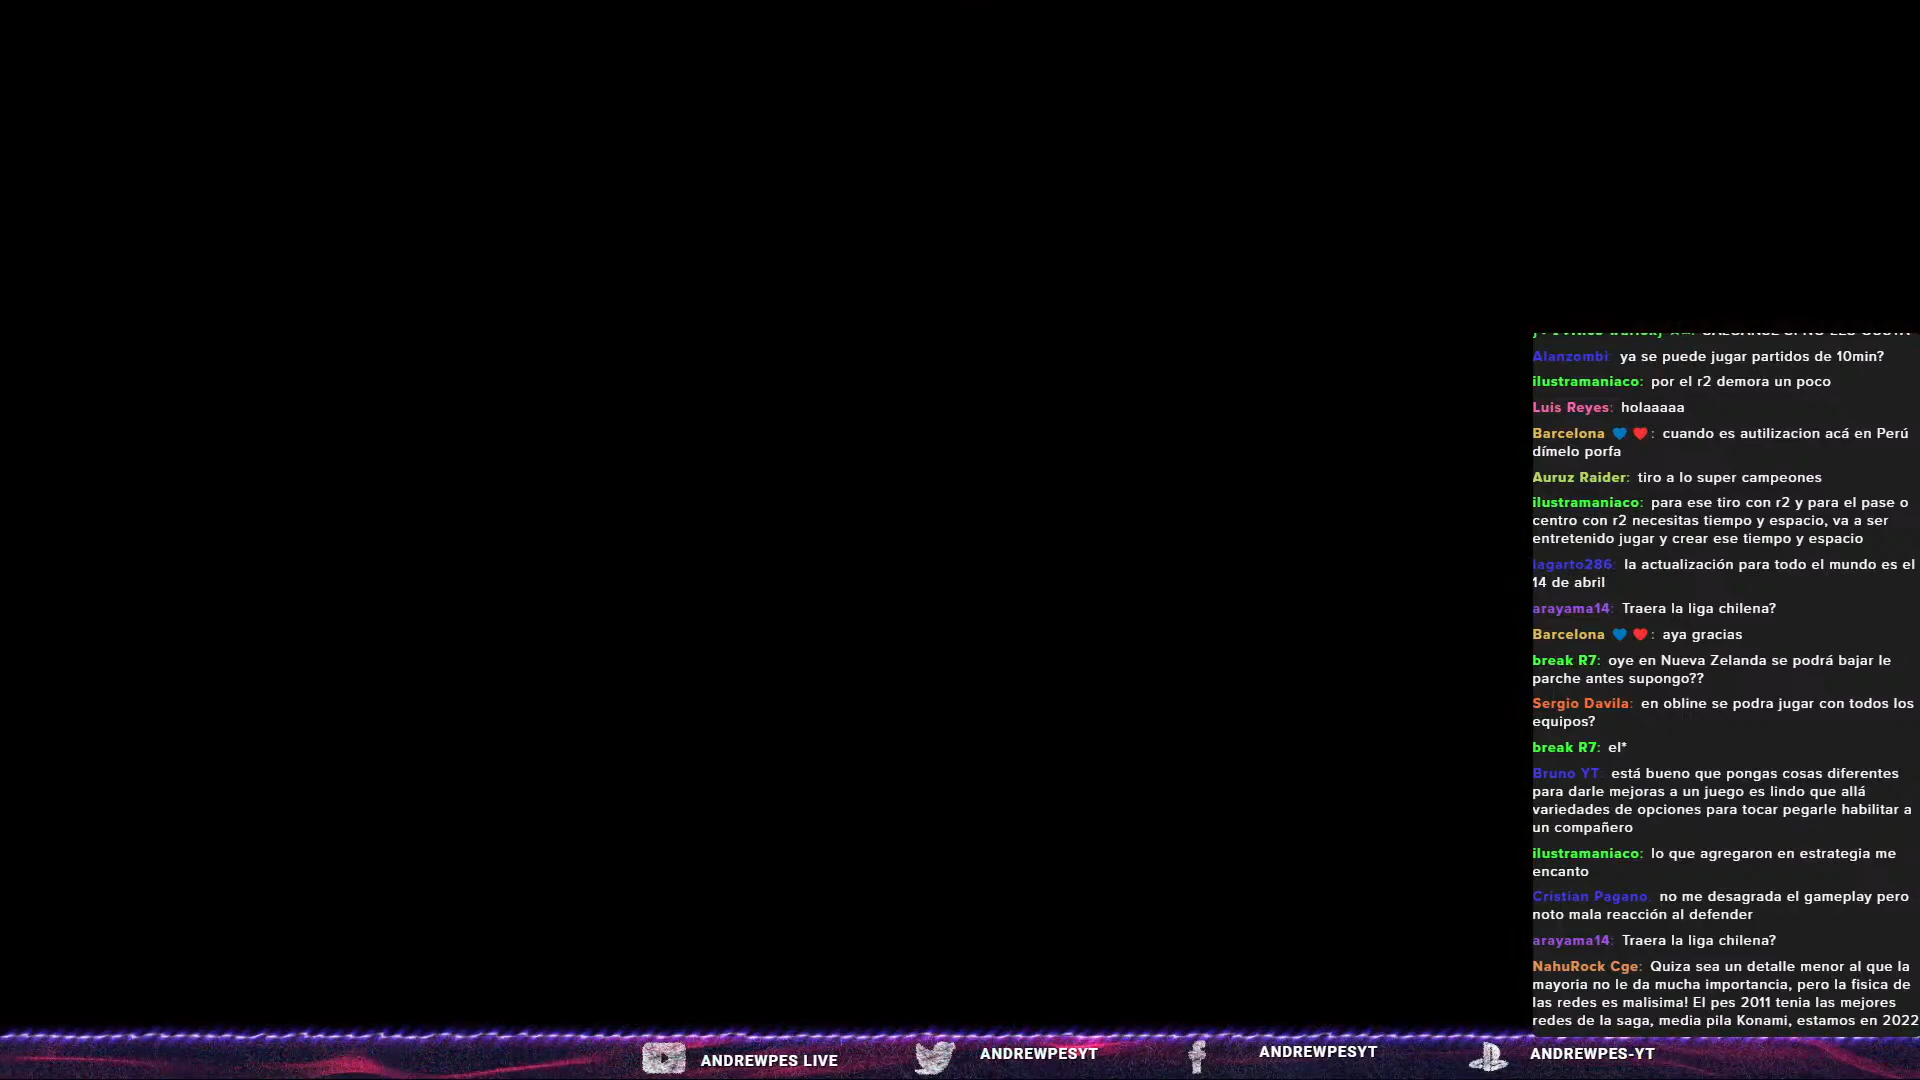 Alanzombi: ya se puede jugar partidos de 10min?
ilustramaniaco: por el r2 demora un poco
Luis Reyes: holaaaaa
Barcelona 💙 ❤️: cuando es autilizacion acá en Perú
dímelo porfa
Auruz Raider: tiro a lo super campeones
ilustramaniaco: para ese tiro con r2 y para el pase o
centro con r2 necesitas tiempo y espacio, va a ser
entretenido jugar y crear ese tiempo y espacio
lagarto286: la actualización para todo el mundo es el
14 de abril
arayama14: Traera la liga chilena?
Barcelona 💙 ❤️: aya gracias
break R7: oye en Nueva Zelanda se podrá bajar le
parche antes supongo??
Sergio Davila: en obline se podra jugar con todos los
equipos?
break R7: el*
Bruno YT: está bueno que pongas cosas diferentes
para darle mejoras a un juego es lindo que allá
variedades de opciones para tocar pegarle habilitar a
un compañero
ilustramaniaco: lo que agregaron en estrategia me
encanto
Cristian Pagano: no me desagrada el gameplay pero
noto mala reacción al defender
arayama14: Traera la liga chilena?
NahuRock Cge: Quiza sea un detalle menor al que la
mayoria no le da mucha importancia, pero la fisica de
las redes es malisima! El pes 2011 tenia las mejores
redes de la saga, media pila Konami, estamos en 2022
ANDREWPES LIVE
ANDREWPESYT
ANDREWPESYT
ANDREWPES-YT